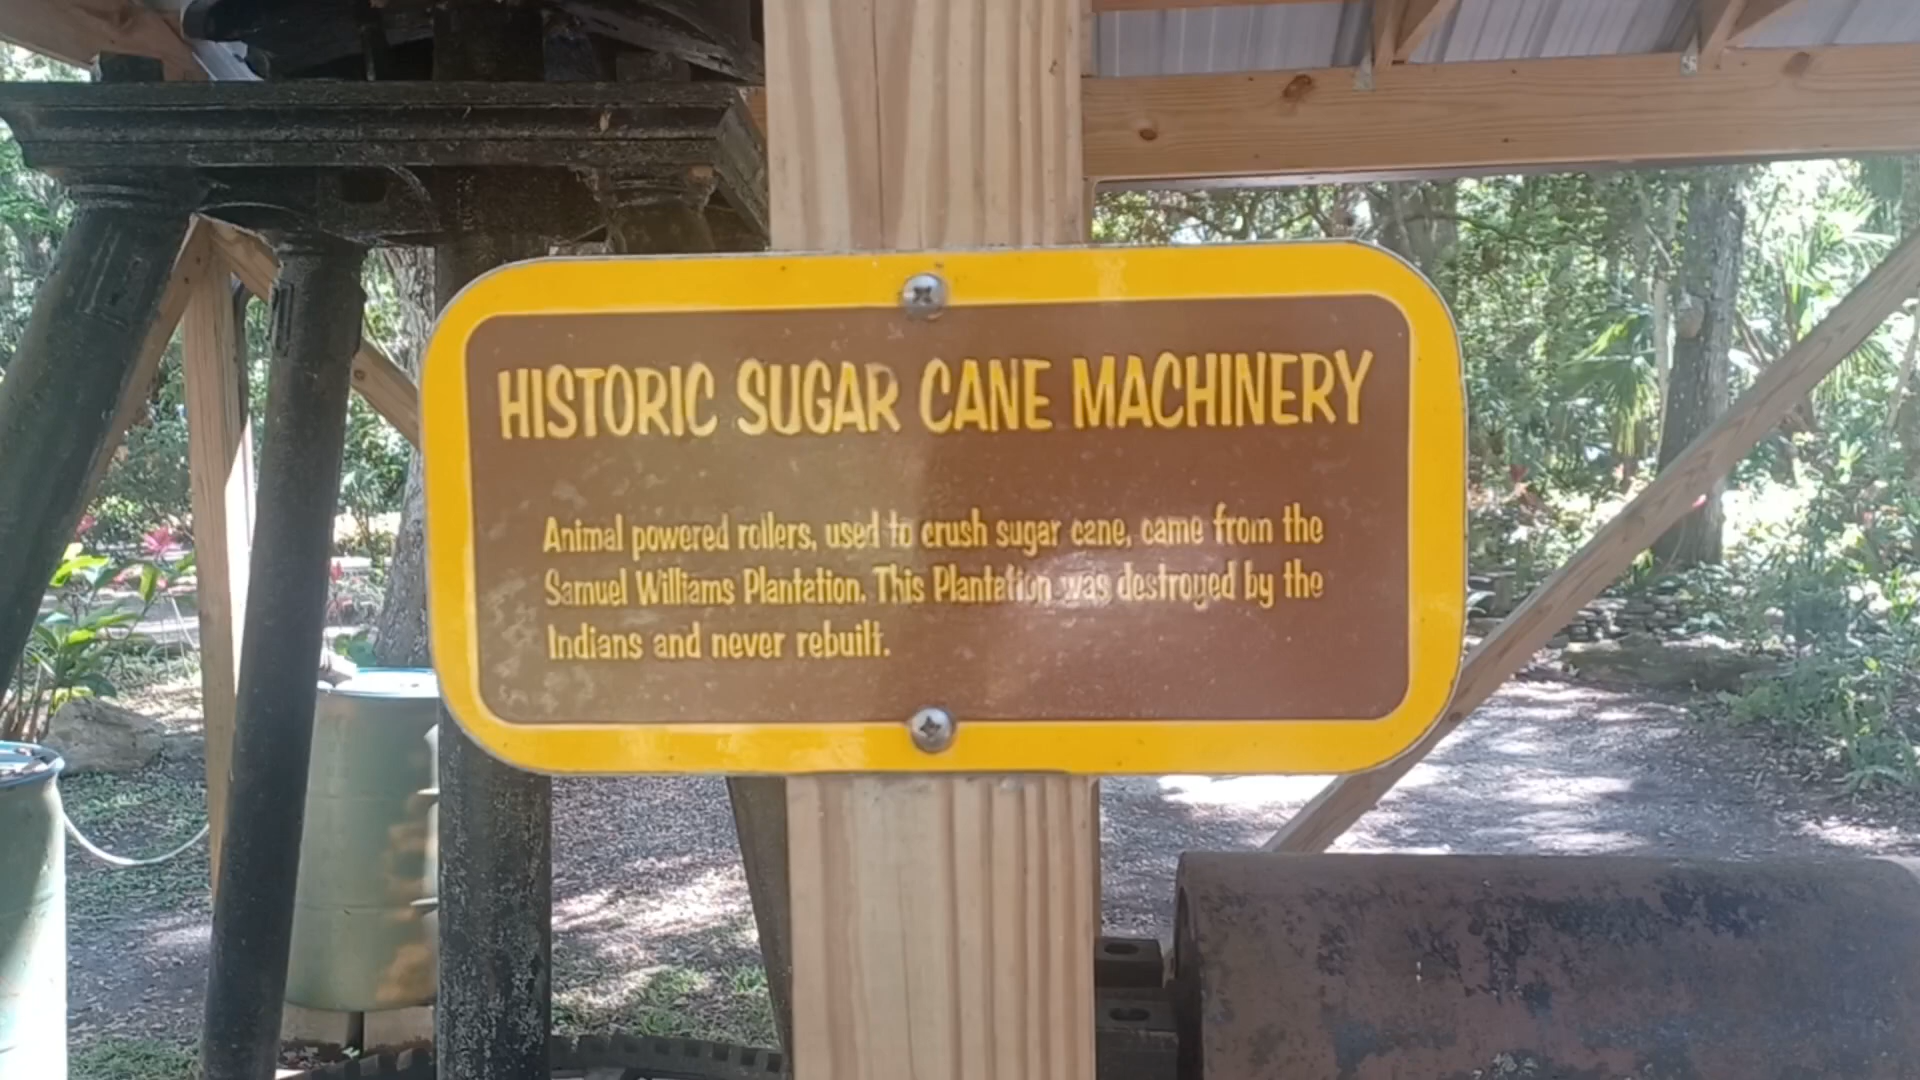 HISTORIC SUGAR CANE MACHINERY
Animal powered rollers, used to crush sugar cane, came from the
Samuel Williams Plantation. This Plantation was destroyed by the
Indians and never rebuilt.